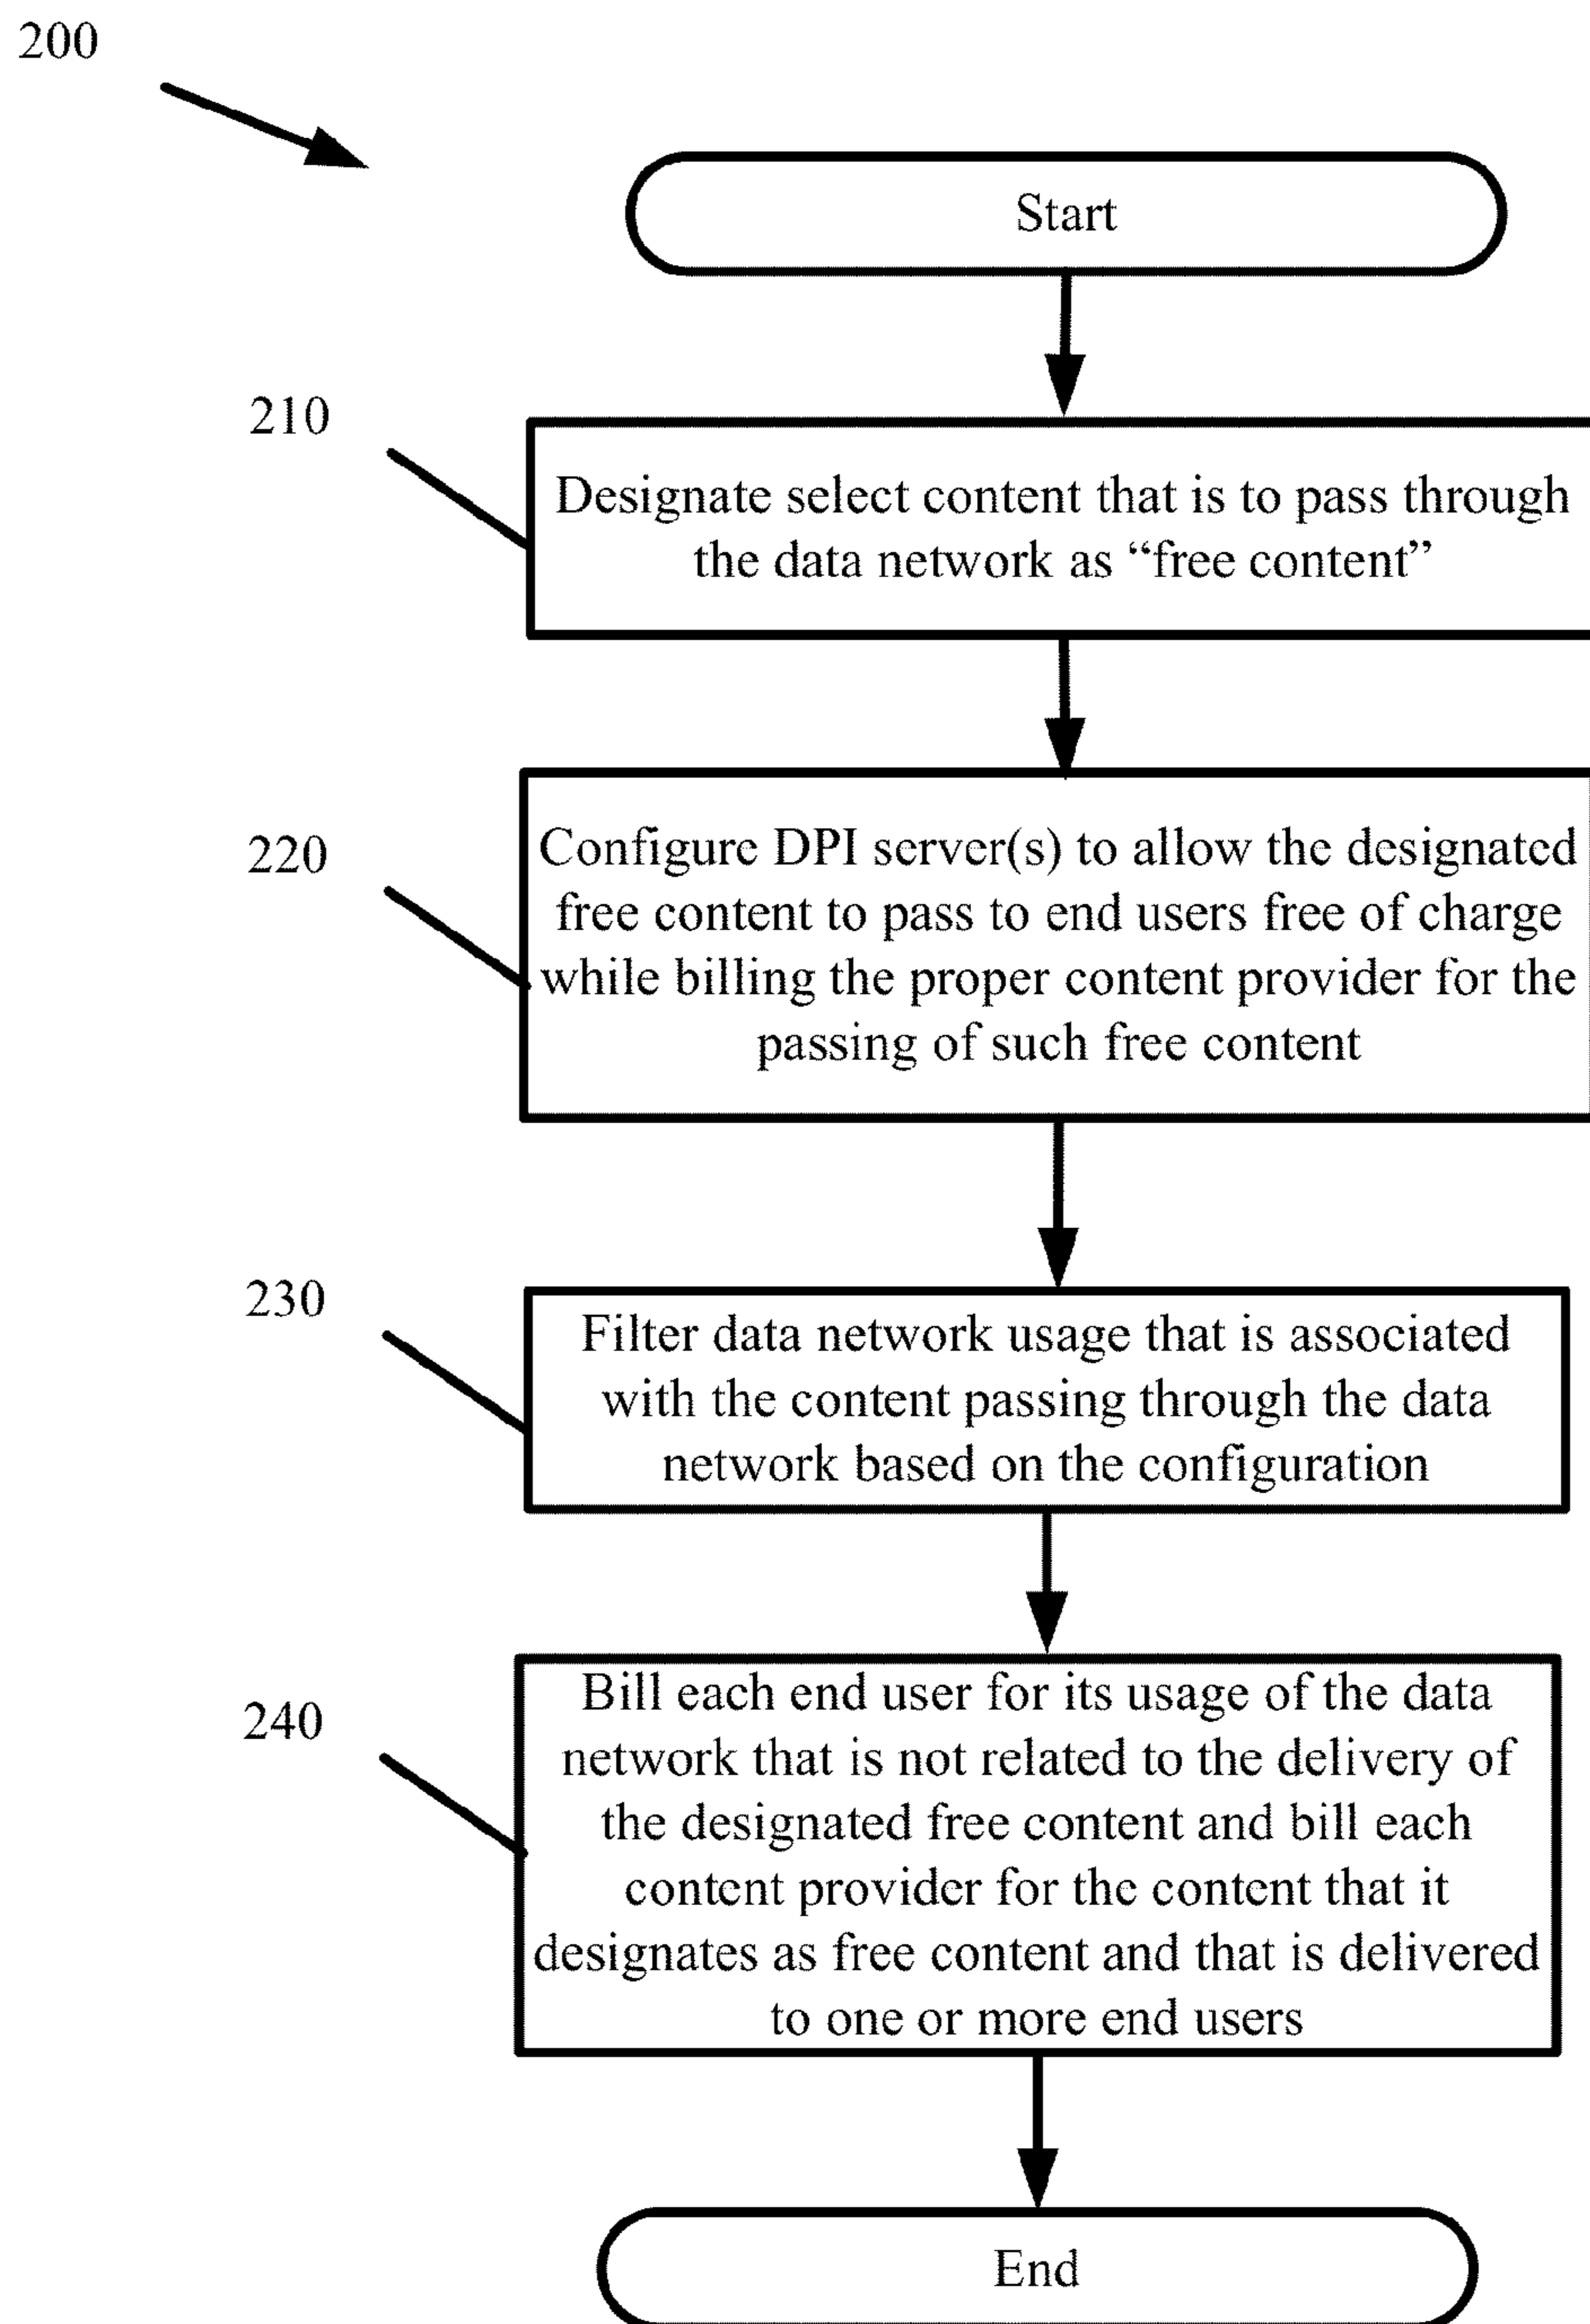 200
Start
210
Designate select content that is to pass through
the data network as “free content”
220
Configure DPI server(s) to allow the designated
free content to pass to end users free of charge
while billing the proper content provider for the
passing of such free content
230
Filter data network usage that is associated
with the content passing through the data
network based on the configuration
240
Bill each end user for its usage of the data
network that is not related to the delivery of
the designated free content and bill each
content provider for the content that it
designates as free content and that is delivered
to one or more end users
End